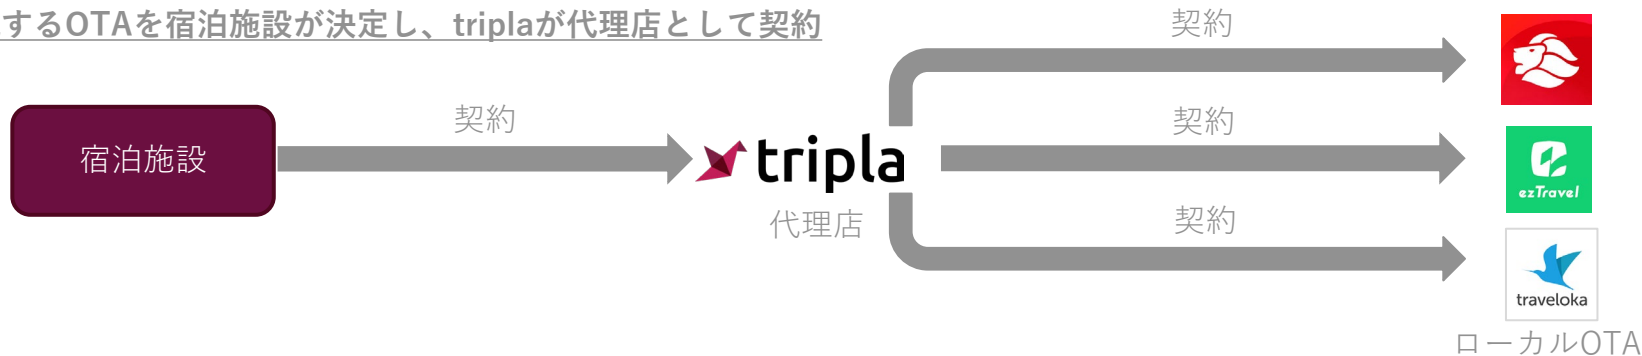 するOTAを宿泊施設が決定し、triplaが代理店として契約
契約
契約
宿泊施設
tripla
代理店
契約
ezTravel
契約
traveloka
ローカルOTA